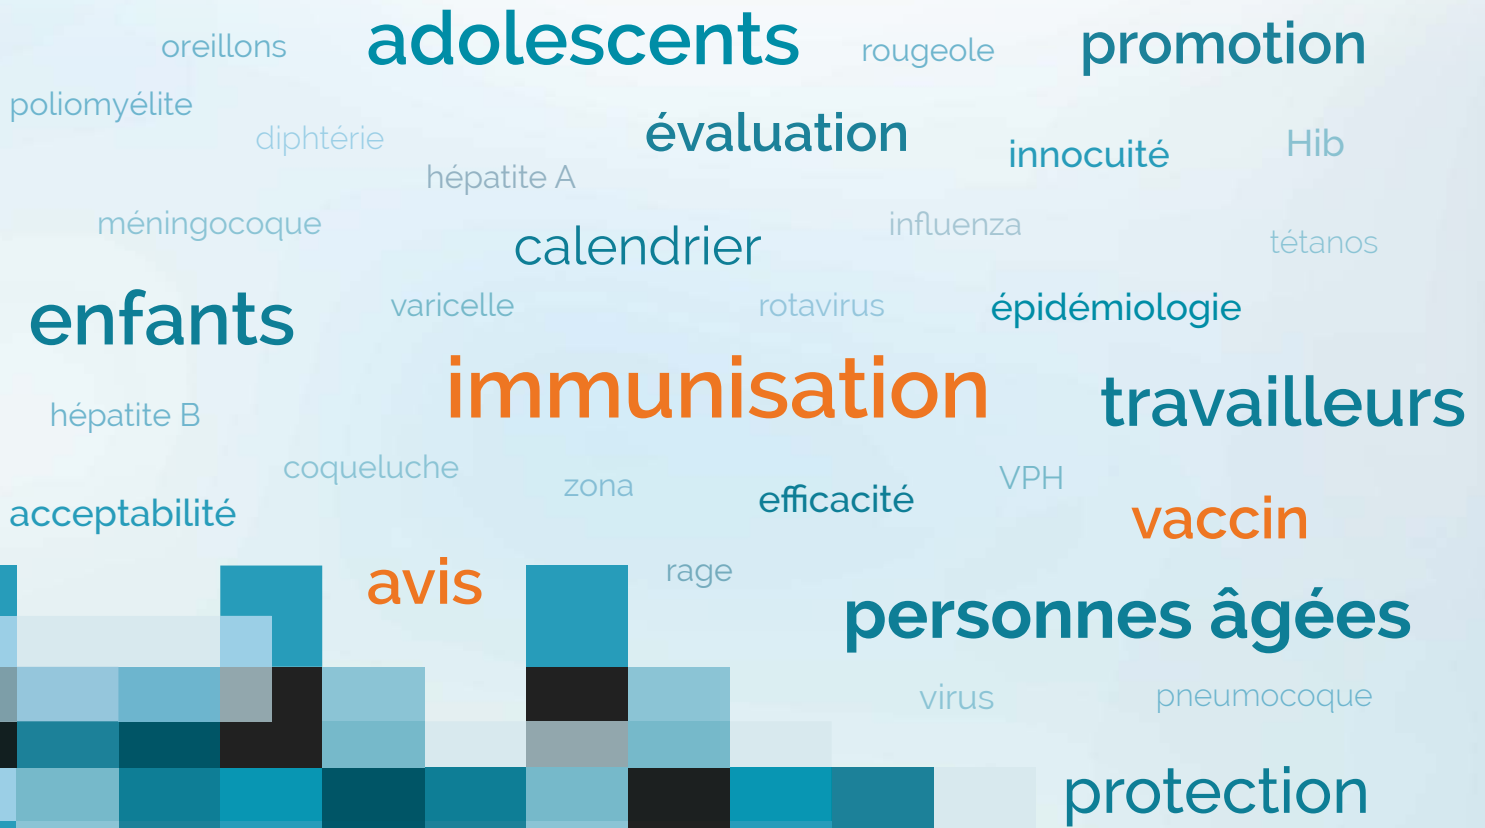 oreillons
adolescents
rougeole
promotion
poliomyélite
diphtérie
évaluation
innocuité
Hib
hépatite A
méningocoque
calendrier
influenza
tétanos
enfants
varicelle
rotavirus
épidémiologie
immunisation
travailleurs
hépatite B
coqueluche
zona
efficacité
VPH
acceptabilité
vaccin
avis
rage
personnes âgées
virus
pneumocoque
protection